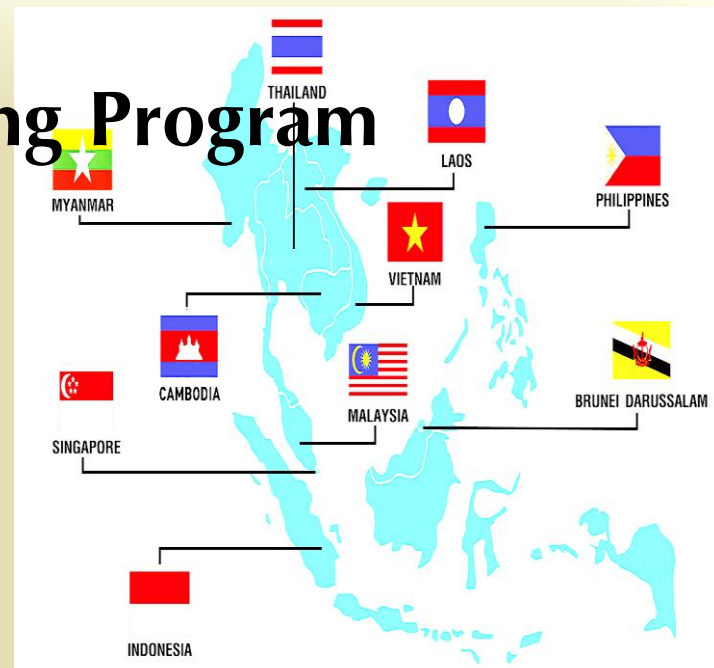 THAILAND
ng Program
LAOS
MYANMAR
PHILIPPINES
VIETNAM
CAMBODIA
MALAYSIA
BRUNEI DARUSSALAM
SINGAPORE
INDONESIA